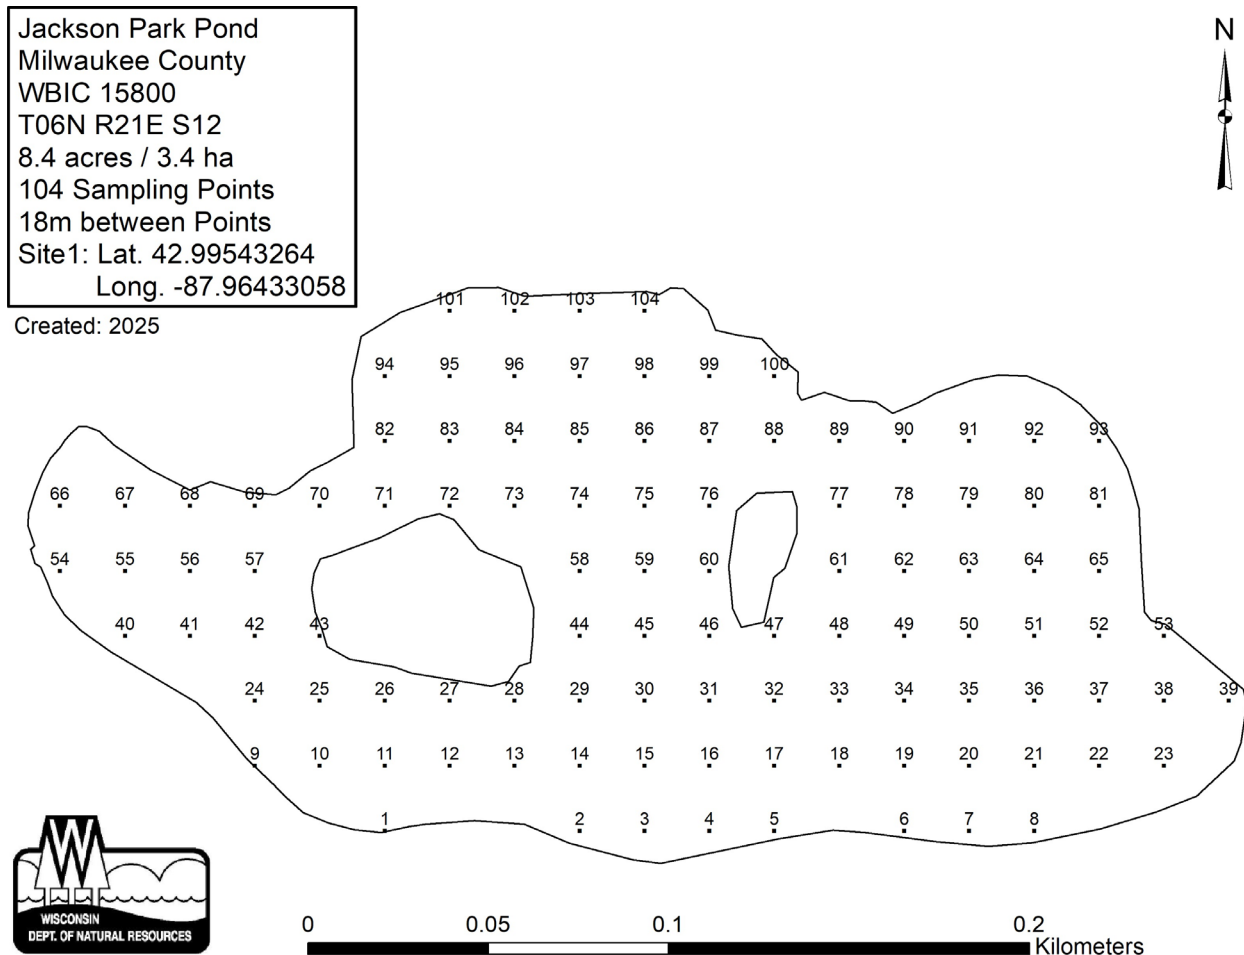 Jackson Park Pond
Milwaukee County
WBIC 15800
T06N R21E S12
8.4 acres / 3.4 ha
104 Sampling Points
18m between Points
Site1: Lat. 42.99543264
Long. -87.96433058
Created: 2025
N
101 102 103 104
94 95 96 97 98 99 100
82 83 84 85 86 87 88 89 90 91 92 93
66 67 68 69 70 71 72 73 74 75 76 77 78 79 80 81
54 55 56 57 58 59 60 61 62 63 64 65
40 41 42 43 44 45 46 47 48 49 50 51 52 53
24 25 26 27 28 29 30 31 32 33 34 35 36 37 38 39
9 10 11 12 13 14 15 16 17 18 19 20 21 22 23
1 2 3 4 5 6 7 8
W
WISCONSIN
DEPT. OF NATURAL RESOURCES
0 0.05 0.1 0.2
Kilometers